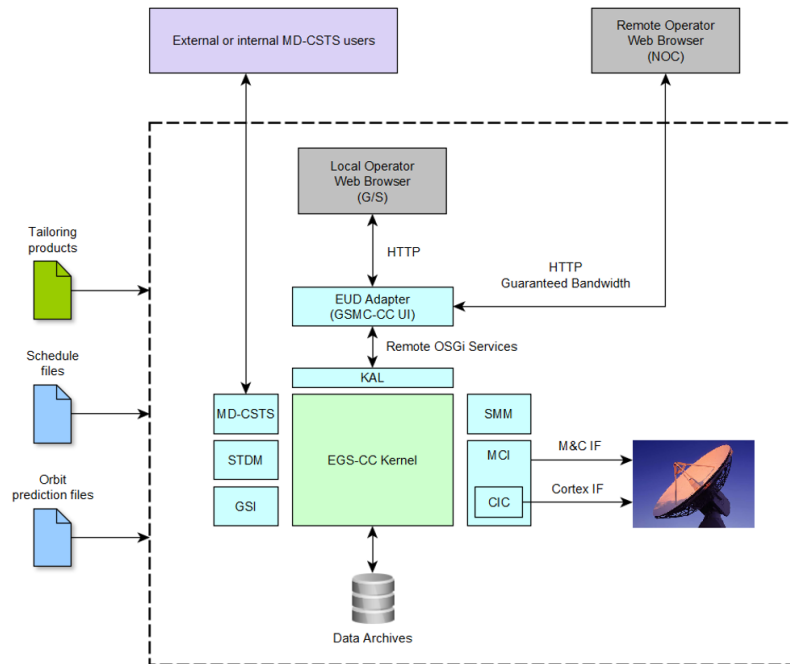 External or internal MD-CSTS users
Remote Operator
Web Browser
(NOC)
Local Operator
Web Browser
(G/S)
Tailoring
products
HTTP
HTTP
Guaranteed Bandwidth
EUD Adapter
(GSMC-CC UI)
Remote OSGi Services
Schedule
files
KAL
MD-CSTS
SMM
EGS-CC Kernel
STDM
MCI
M&C IF
Orbit
prediction files
GSI
CIC
Cortex IF
Data Archives